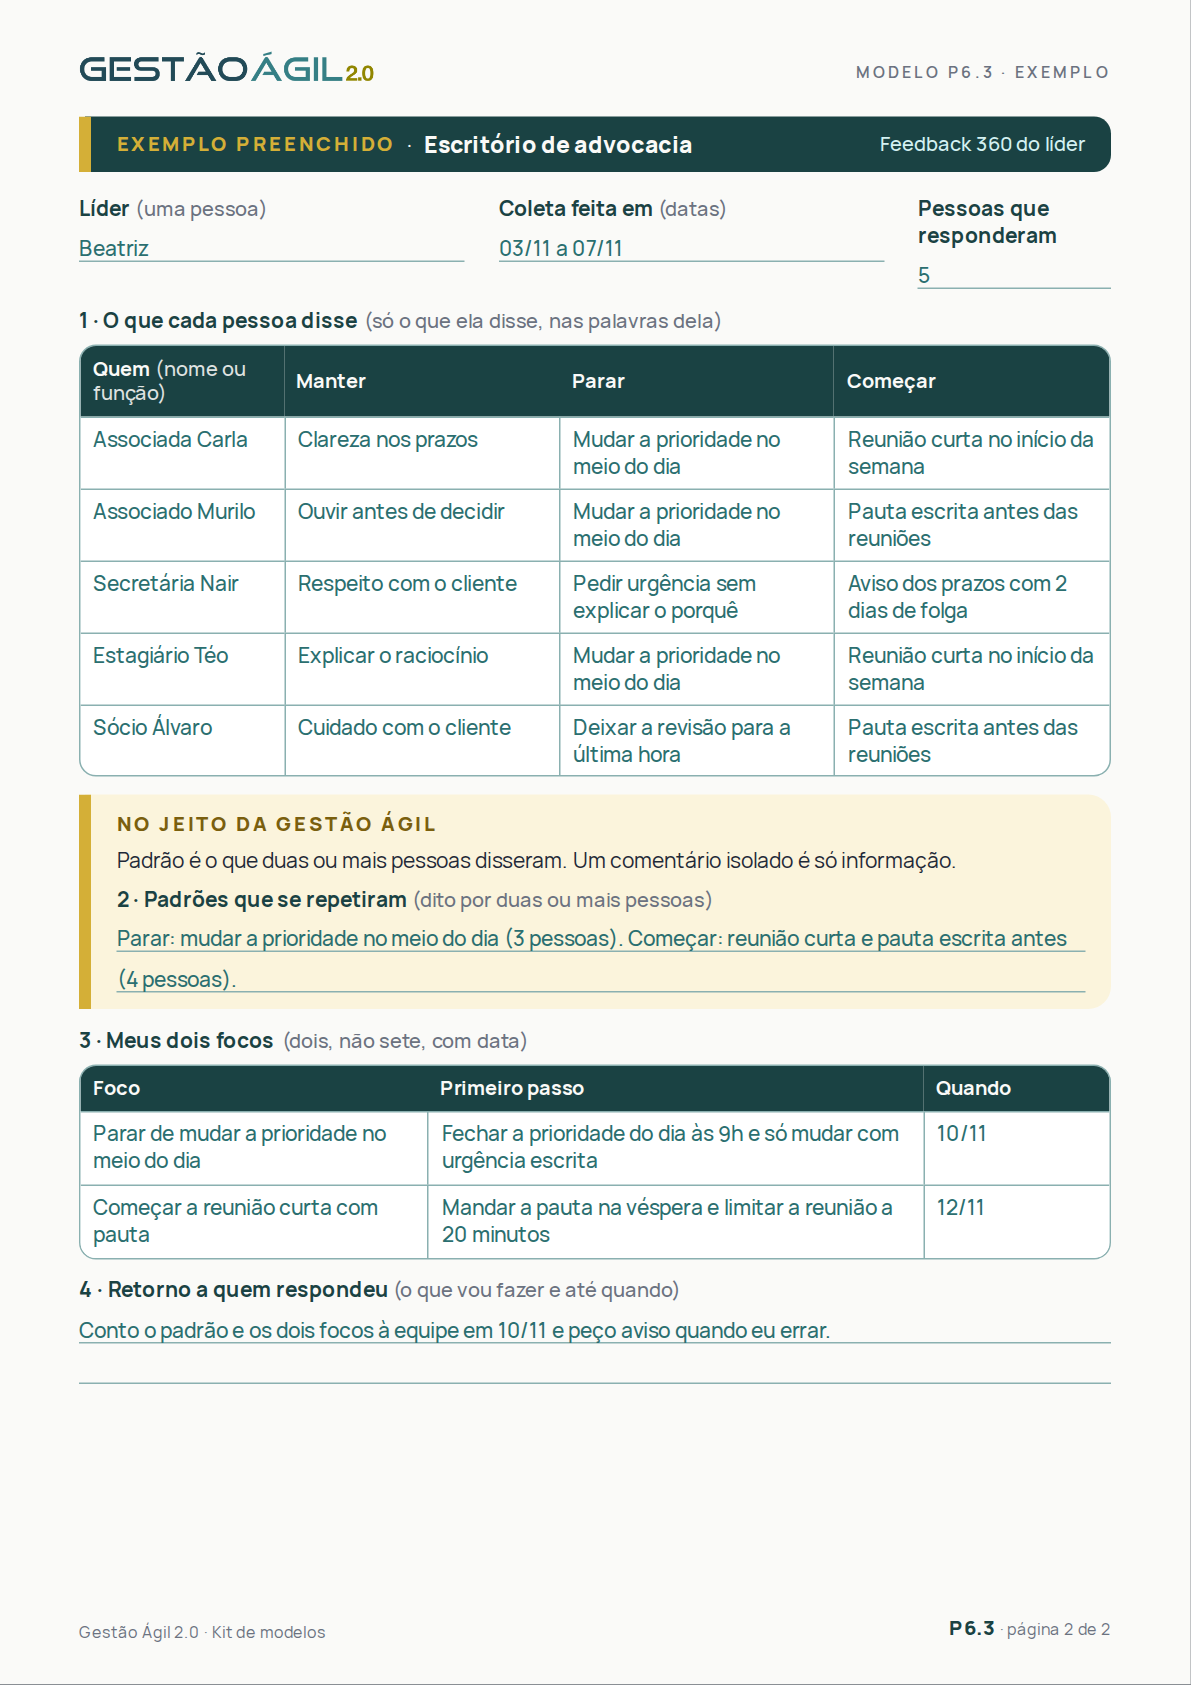 GESTÃOÁGIL2.0
MODELO P6.3 · EXEMPLO
EXEMPLO PREENCHIDO · Escritório de advocacia
Feedback 360 do líder
Líder (uma pessoa)
Beatriz
Coleta feita em (datas)
03/11 a 07/11
Pessoas que
responderam
5
1 · O que cada pessoa disse (só o que ela disse, nas palavras dela)
Quem (nome ou
função)
Manter
Parar
Começar
Associada Carla
Clareza nos prazos
Mudar a prioridade no
meio do dia
Reunião curta no início da
semana
Associado Murilo
Ouvir antes de decidir
Mudar a prioridade no
meio do dia
Pauta escrita antes das
reuniões
Secretária Nair
Respeito com o cliente
Pedir urgência sem
explicar o porquê
Aviso dos prazos com 2
dias de folga
Estagiário Téo
Explicar o raciocínio
Mudar a prioridade no
meio do dia
Reunião curta no início da
semana
Sócio Álvaro
Cuidado com o cliente
Deixar a revisão para a
última hora
Pauta escrita antes das
reuniões
NO JEITO DA GESTÃO ÁGIL
Padrão é o que duas ou mais pessoas disseram. Um comentário isolado é só informação.
2 · Padrões que se repetiram (dito por duas ou mais pessoas)
Parar: mudar a prioridade no meio do dia (3 pessoas). Começar: reunião curta e pauta escrita antes
(4 pessoas).
3 · Meus dois focos (dois, não sete, com data)
Foco
Primeiro passo
Quando
Parar de mudar a prioridade no
meio do dia
Fechar a prioridade do dia às 9h e só mudar com
urgência escrita
10/11
Começar a reunião curta com
pauta
Mandar a pauta na véspera e limitar a reunião a
20 minutos
12/11
4 · Retorno a quem respondeu (o que vou fazer e até quando)
Conto o padrão e os dois focos à equipe em 10/11 e peço aviso quando eu errar.
Gestão Ágil 2.0 · Kit de modelos
P6.3 · página 2 de 2